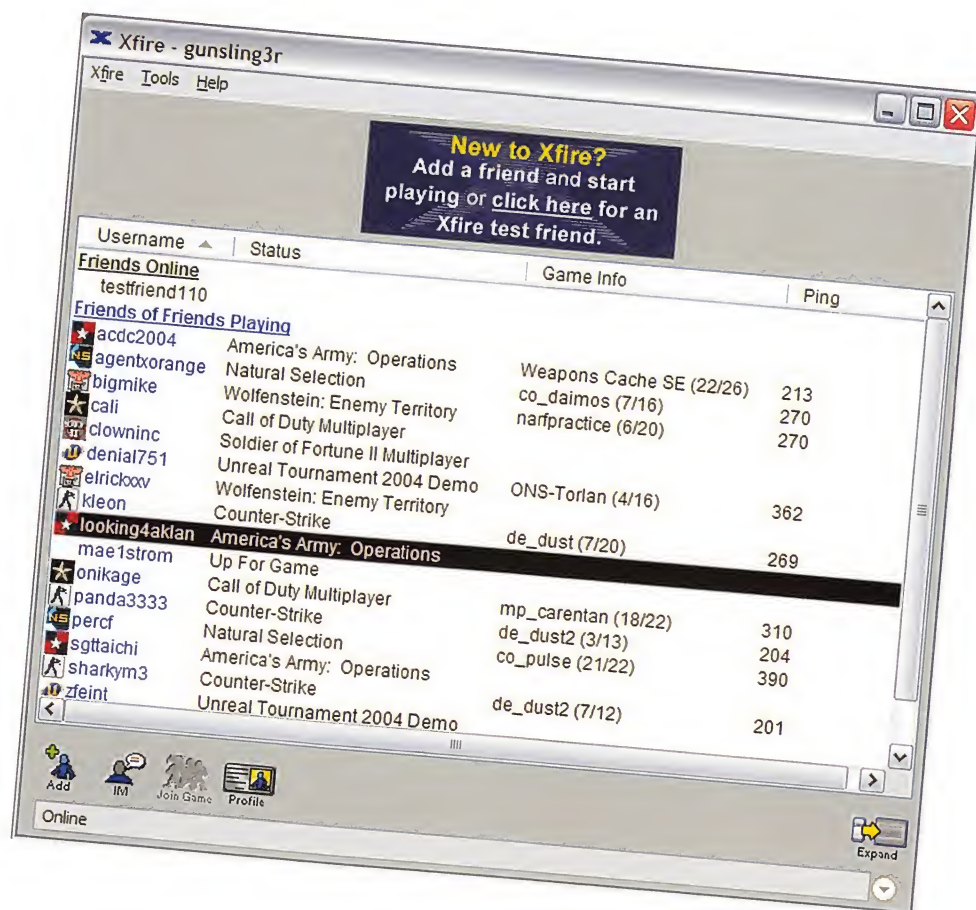 Xfire - gunsling3r
Xfire Tools Help
New to Xfire?
Add a friend and start
playing or click here for an
Xfire test friend.
Username Status Game Info Ping
Friends Online
testfriend110
Friends of Friends Playing
acdc2004 America's Army: Operations Weapons Cache SE (22/26) 213
NS agentxorange Natural Selection co_daimos (7/16) 270
bigmike Wolfenstein: Enemy Territory narfpractice (6/20) 270
cali Call of Duty Multiplayer
clowninc Soldier of Fortune II Multiplayer
denial751 Unreal Tournament 2004 Demo ONS-Torlan (4/16) 362
elrickxxv Wolfenstein: Enemy Territory
kleon Counter-Strike de_dust (7/20) 269
looking4aklan America's Army: Operations
mae1strom Up For Game
onikage Call of Duty Multiplayer mp_carentan (18/22) 310
panda3333 Counter-Strike de_dust2 (3/13) 204
NS percf Natural Selection co_pulse (21/22) 390
sgttaichi America's Army: Operations
sharkym3 Counter-Strike de_dust2 (7/12) 201
zfeint Unreal Tournament 2004 Demo
Add IM Join Game Profile
Expand
Online